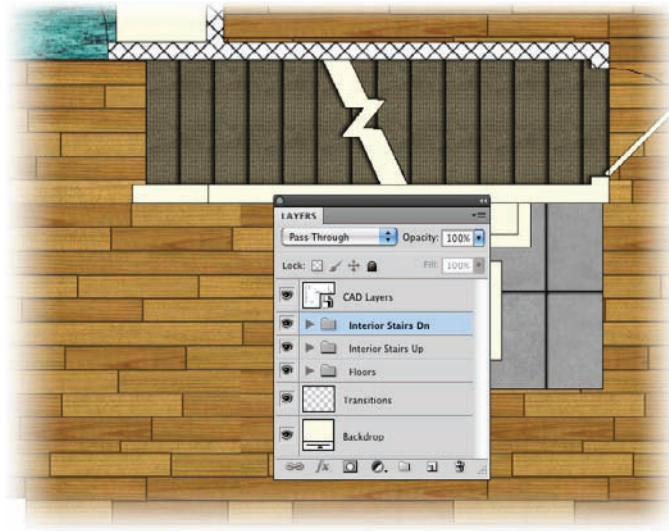 LAYERS
Pass Through Opacity: 100%
Lock: Fill: 100%
CAD Layers
Interior Stairs Dn
Interior Stairs Up
Floors
Transitions
Backdrop
fx